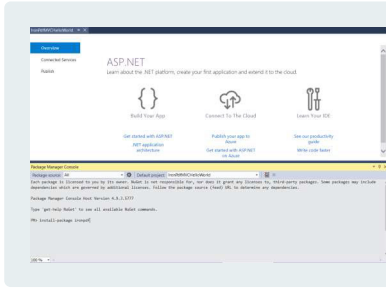 Overview
Connected Services
Publish
ASP.NET
Learn about the .NET platform, create your first application and extend it to the cloud.
Build Your App
Connect To The Cloud
Learn Your IDE
Get started with ASP.NET
.NET application architecture
Publish your app to Azure
Get started with ASP.NET on Azure
See our productivity guide
Write code faster
Package Manager Console
Package source: All
Default project:
Each package is licensed to you by its owner. NuGet is not responsible for, nor does it grant any licenses to, third-party packages. Some packages may include
dependencies which are governed by additional licenses. Follow the package source (feed) URL to determine any dependencies.
Package Manager Console Host Version
Type 'get-help NuGet' to see all available NuGet commands.
PM> Install-Package ironpdf